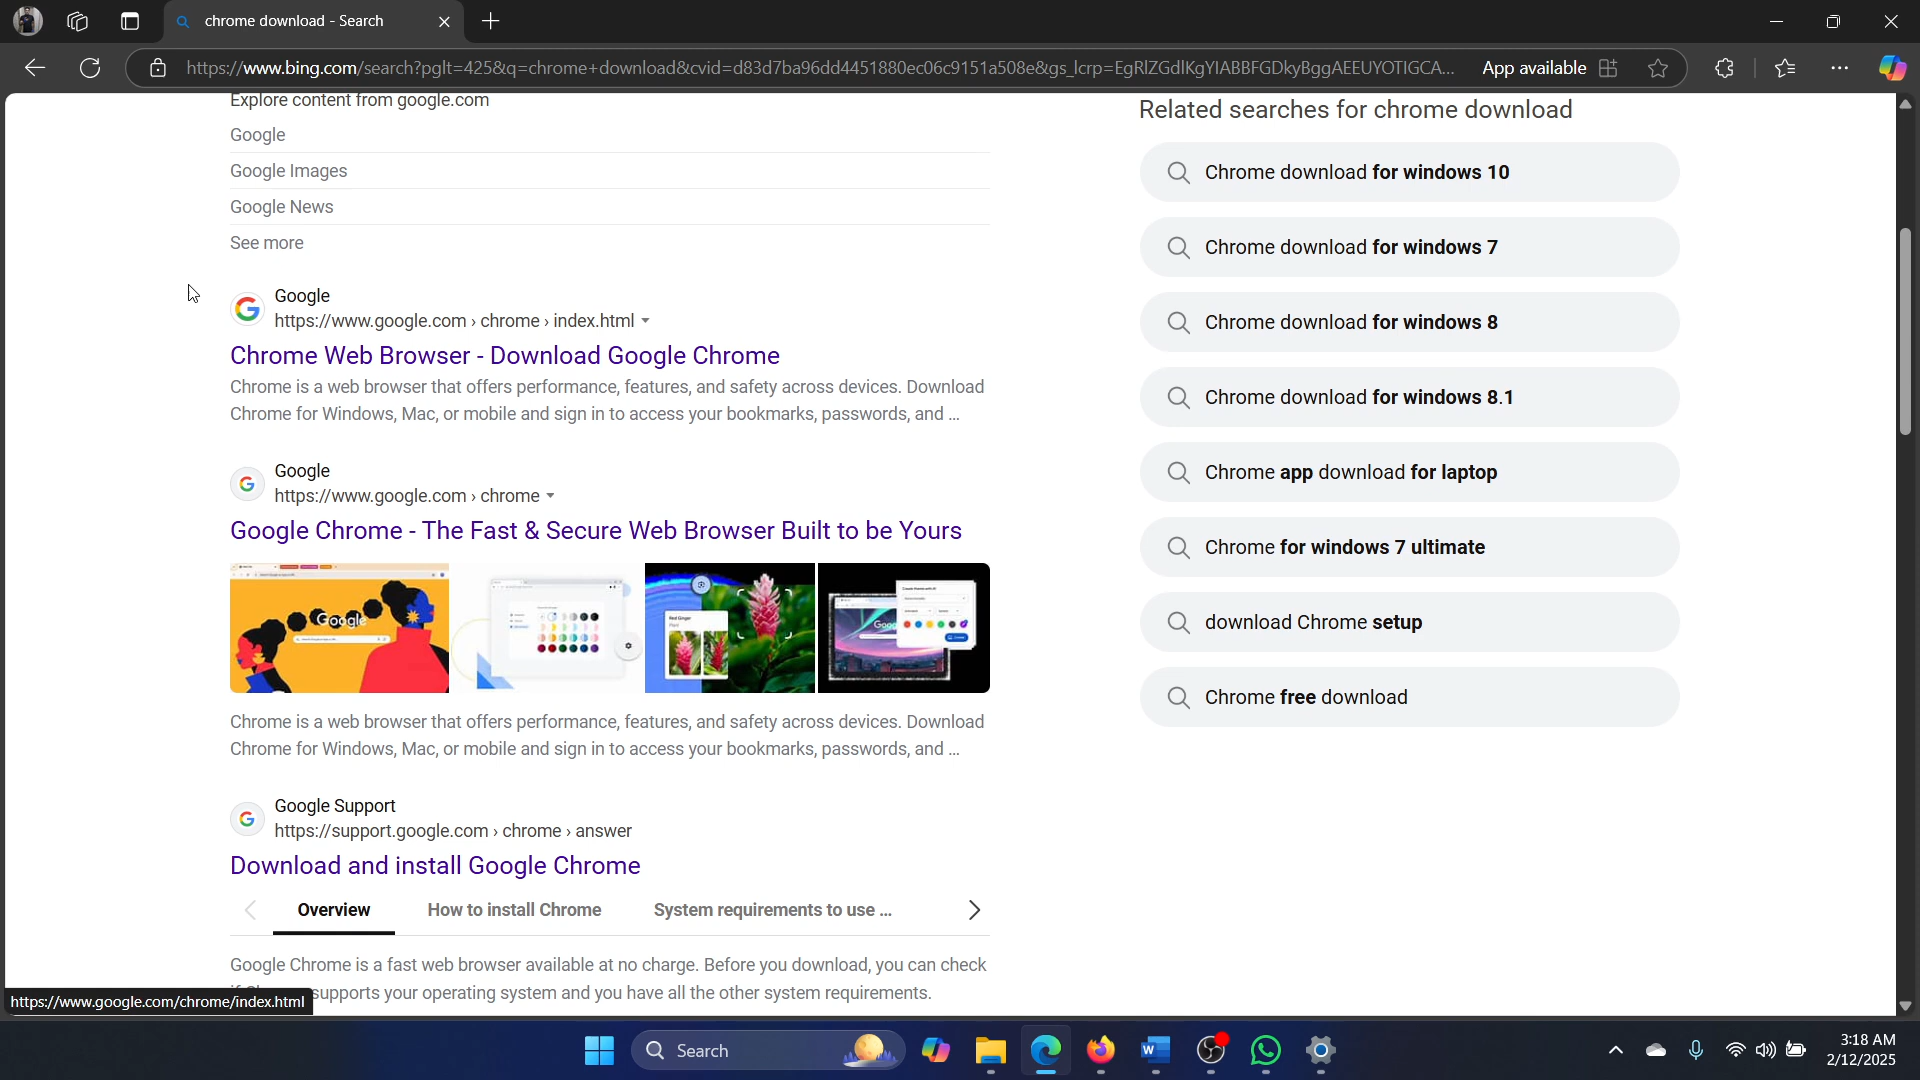 chrome download - Search
https://www.bing.com/search?pglt=425&q=chrome+download&cvid=d83d7ba96dd4451880ec06c9151a508e&gs_lcrp=EgRlZGdlKgYIABBFGDkyBggAEEUYOTIGCA...
App available
Explore content from google.com
Google
Google Images
Google News
See more
Google
https://www.google.com › chrome › index.html
Chrome Web Browser - Download Google Chrome
Chrome is a web browser that offers performance, features, and safety across devices. Download
Chrome for Windows, Mac, or mobile and sign in to access your bookmarks, passwords, and ...
Google
https://www.google.com › chrome
Google Chrome - The Fast & Secure Web Browser Built to be Yours
Google
Chrome is a web browser that offers performance, features, and safety across devices. Download
Chrome for Windows, Mac, or mobile and sign in to access your bookmarks, passwords, and ...
Google Support
https://support.google.com › chrome › answer
Download and install Google Chrome
Overview
How to install Chrome
System requirements to use ...
Google Chrome is a fast web browser available at no charge. Before you download, you can check
supports your operating system and you have all the other system requirements.
https://www.google.com/chrome/index.html
Related searches for chrome download
Chrome download for windows 10
Chrome download for windows 7
Chrome download for windows 8
Chrome download for windows 8.1
Chrome app download for laptop
Chrome for windows 7 ultimate
download Chrome setup
Chrome free download
Search
3:18 AM
2/12/2025